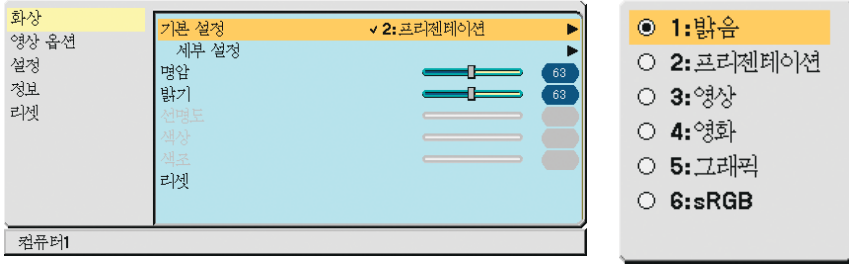 화상
영상 옵션
설정
정보
리셋
기본 설정 ✓2:프리젠테이션 ▶
세부 설정 ▶
명암 63
밝기 63
선명도
색상
색조
리셋
컴퓨터1
1:밝음
2:프리젠테이션
3:영상
4:영화
5:그래픽
6:sRGB